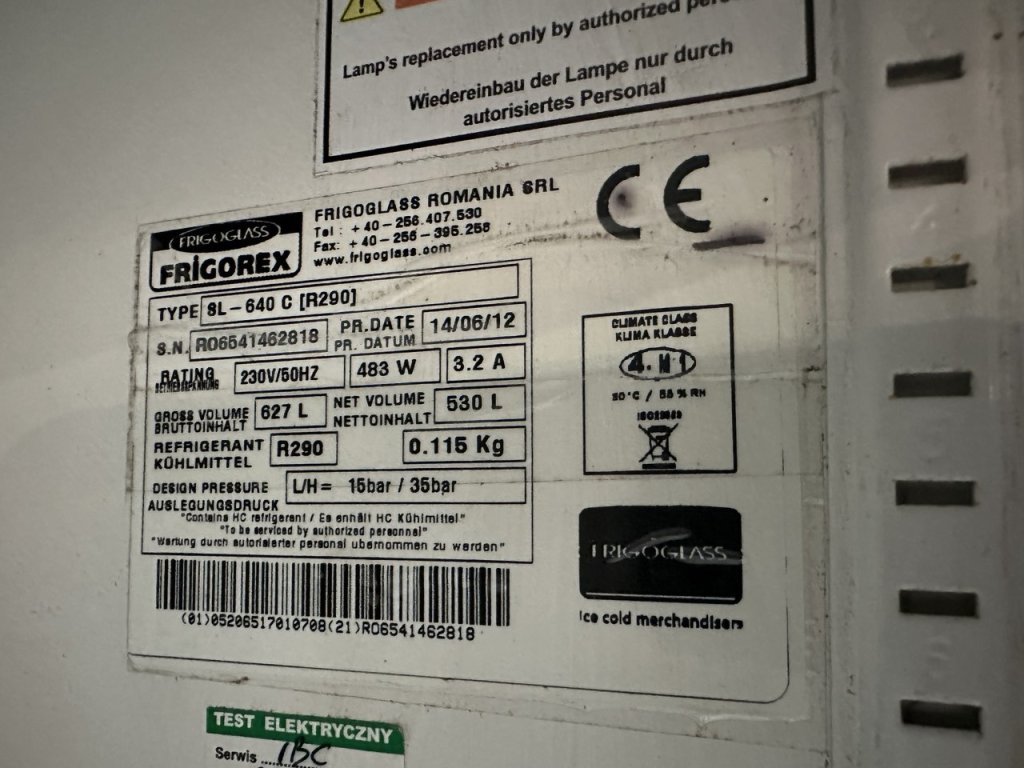 Lamp's replacement only by authorized
Wiedereinbau der Lampe nur durch
autorisiertes Personal
FRIGOGLASS
FRIGOREX
FRIGOGLASS ROMANIA SRL
Tel : +40-256.407.530
Fax: +40-256-395.258
www.frigoglass.com
CE
TYPE SL-640 C [R290]
S.N. RO6541462818 PR.DATE 14/06/12
PR. DATUM
RATING 230V/50HZ 483 W 3.2 A
GROSS VOLUME 627 L NET VOLUME 530 L
BRUTTOINHALT NETTOINHALT
REFRIGERANT R290 0.115 Kg
KÜHLMITTEL
DESIGN PRESSURE L/H= 15bar / 35bar
AUSLEGUNGSDRUCK
"Contains HC refrigerant / Es enhält HC Kühlmittel"
"To be serviced by authorized personnel"
"Wartung durch autorisierter personal ubernommen zu werden"
(01)05206517010708(21)RO6541462818
CLIMATE CLASS
KLIMA KLASSE
30°C / 55 % RH
FRIGOGLASS
Ice cold merchandisers
TEST ELEKTRYCZNY
Serwis